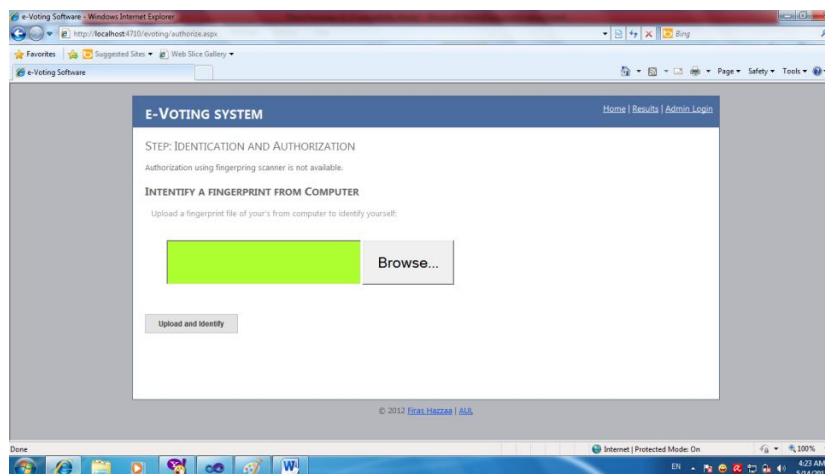 e-Voting Software - Windows Internet Explorer
http://localhost:4710/evoting/authorize.aspx
Bing
Favorites Suggested Sites Web Slice Gallery
e-Voting Software
Page Safety Tools
E-VOTING SYSTEM
Home | Results | Admin Login
STEP: IDENTICATION AND AUTHORIZATION
Authorization using fingerpring scanner is not available.
INTENTIFY A FINGERPRINT FROM COMPUTER
Upload a fingerprint file of your's from computer to identify yourself:
Browse...
Upload and Identify
© 2012 Firas Hazzaa | AUL
Done
Internet | Protected Mode: On
100%
EN
4:23 AM